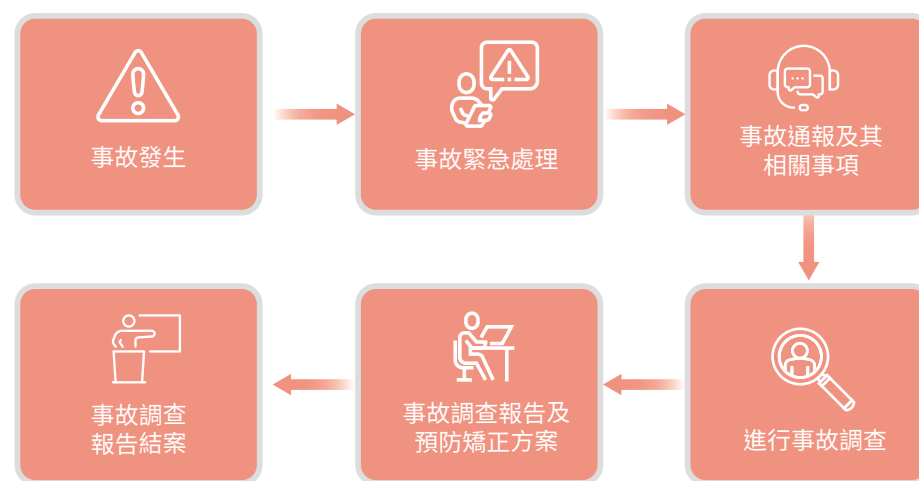 事故發生
事故緊急處理
事故通報及其
相關事項
進行事故調查
事故調查報告及
預防矯正方案
事故調查
報告結案